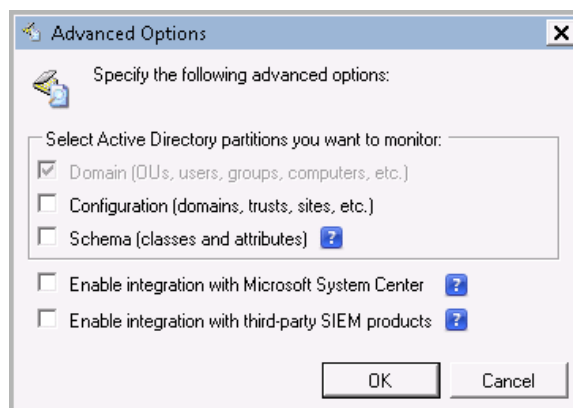 Advanced Options
Specify the following advanced options:
Select Active Directory partitions you want to monitor:
Domain (OUs, users, groups, computers, etc.)
Configuration (domains, trusts, sites, etc.)
Schema (classes and attributes) ?
Enable integration with Microsoft System Center ?
Enable integration with third-party SIEM products ?
OK Cancel